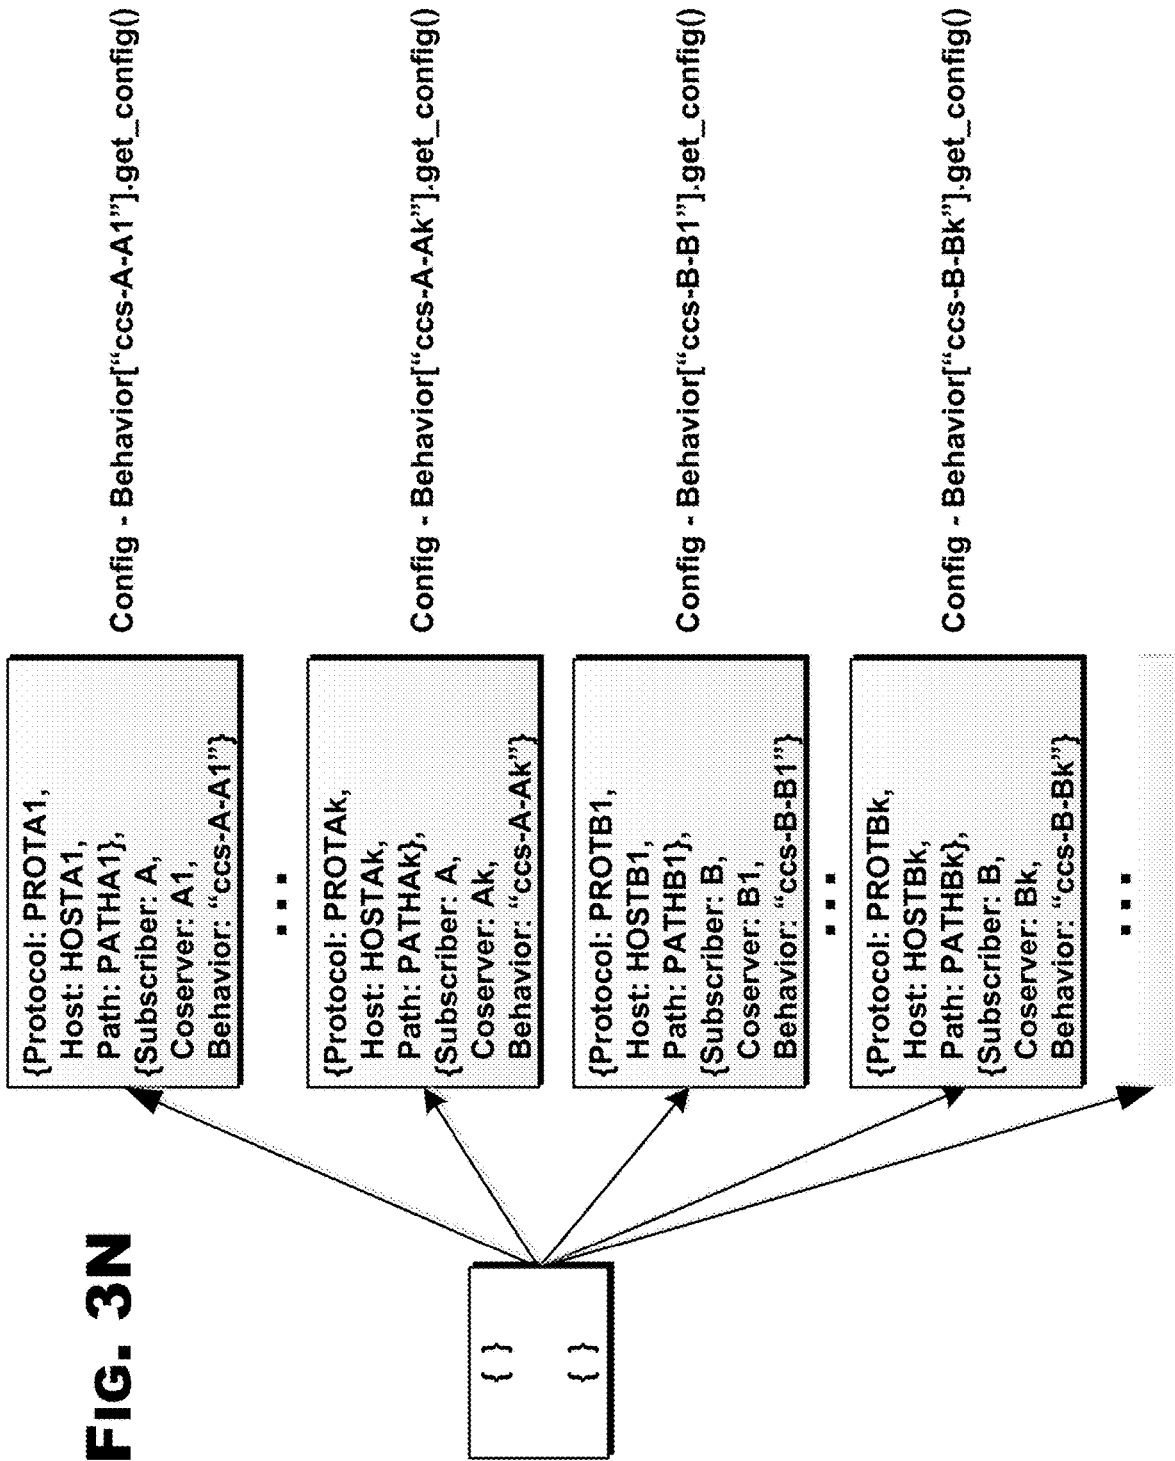 FIG. 3N
{ }
{ }
{Protocol: PROTA1,
Host: HOSTA1,
Path: PATHA1},
{Subscriber: A,
Coserver: A1,
Behavior: “ccs-A-A1”}
Config - Behavior[“ccs-A-A1”].get_config()
...
{Protocol: PROTAk,
Host: HOSTAk,
Path: PATHAk},
{Subscriber: A,
Coserver: Ak,
Behavior: “ccs-A-Ak”}
Config - Behavior[“ccs-A-Ak”].get_config()
{Protocol: PROTB1,
Host: HOSTB1,
Path: PATHB1},
{Subscriber: B,
Coserver: B1,
Behavior: “ccs-B-B1”}
Config - Behavior[“ccs-B-B1”].get_config()
...
{Protocol: PROTBk,
Host: HOSTBk,
Path: PATHBk},
{Subscriber: B,
Coserver: Bk,
Behavior: “ccs-B-Bk”}
Config - Behavior[“ccs-B-Bk”].get_config()
...